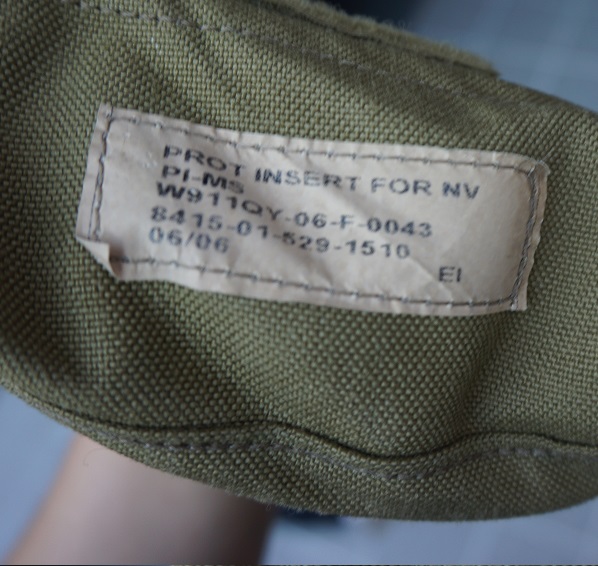 PROT INSERT FOR NV
PI-MS
W911QY-06-F-0043
8415-01-529-1510
06/06
EI